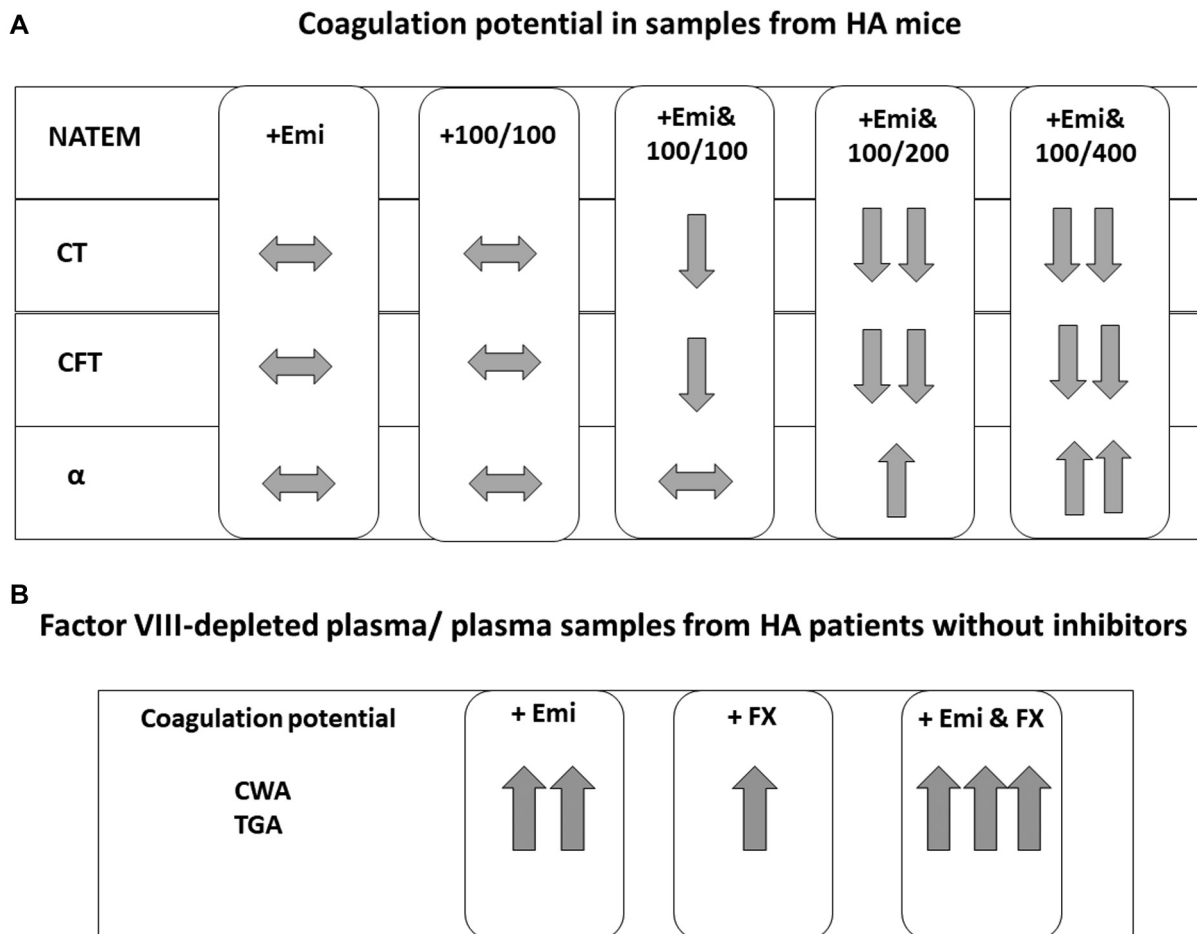 A
Coagulation potential in samples from HA mice
NATEM
+Emi
+100/100
+Emi&
100/100
+Emi&
100/200
+Emi&
100/400
CT
CFT
α
B
Factor VIII-depleted plasma/ plasma samples from HA patients without inhibitors
Coagulation potential
+ Emi
+ FX
+ Emi & FX
CWA
TGA